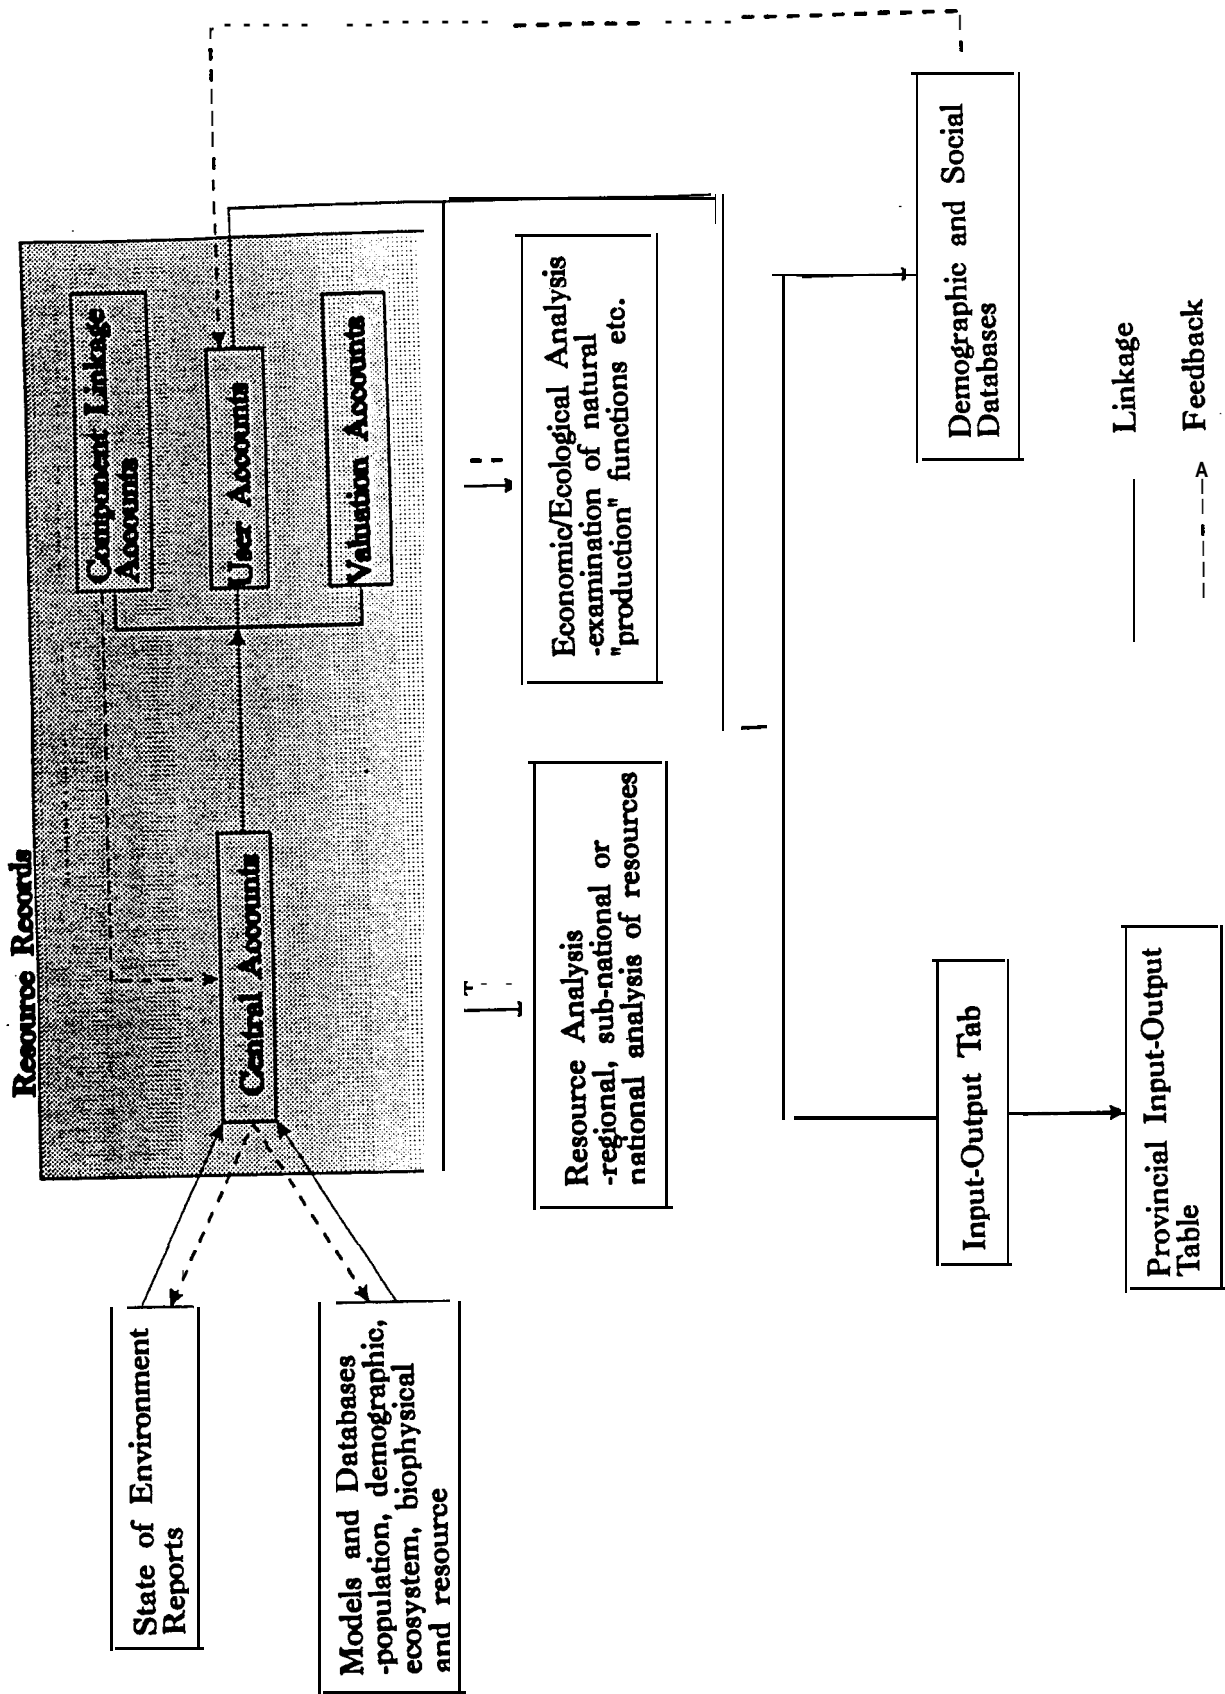 Resource Records
Component Linkage
Accounts
User Accounts
Valuation Accounts
Central Accounts
State of Environment
Reports
Models and Databases
-population, demographic,
ecosystem, biophysical
and resource
Resource Analysis
-regional, sub-national or
national analysis of resources
Economic/Ecological Analysis
-examination of natural
"production" functions etc.
Input-Output Tab
Provincial Input-Output
Table
Demographic and Social
Databases
Linkage
Feedback